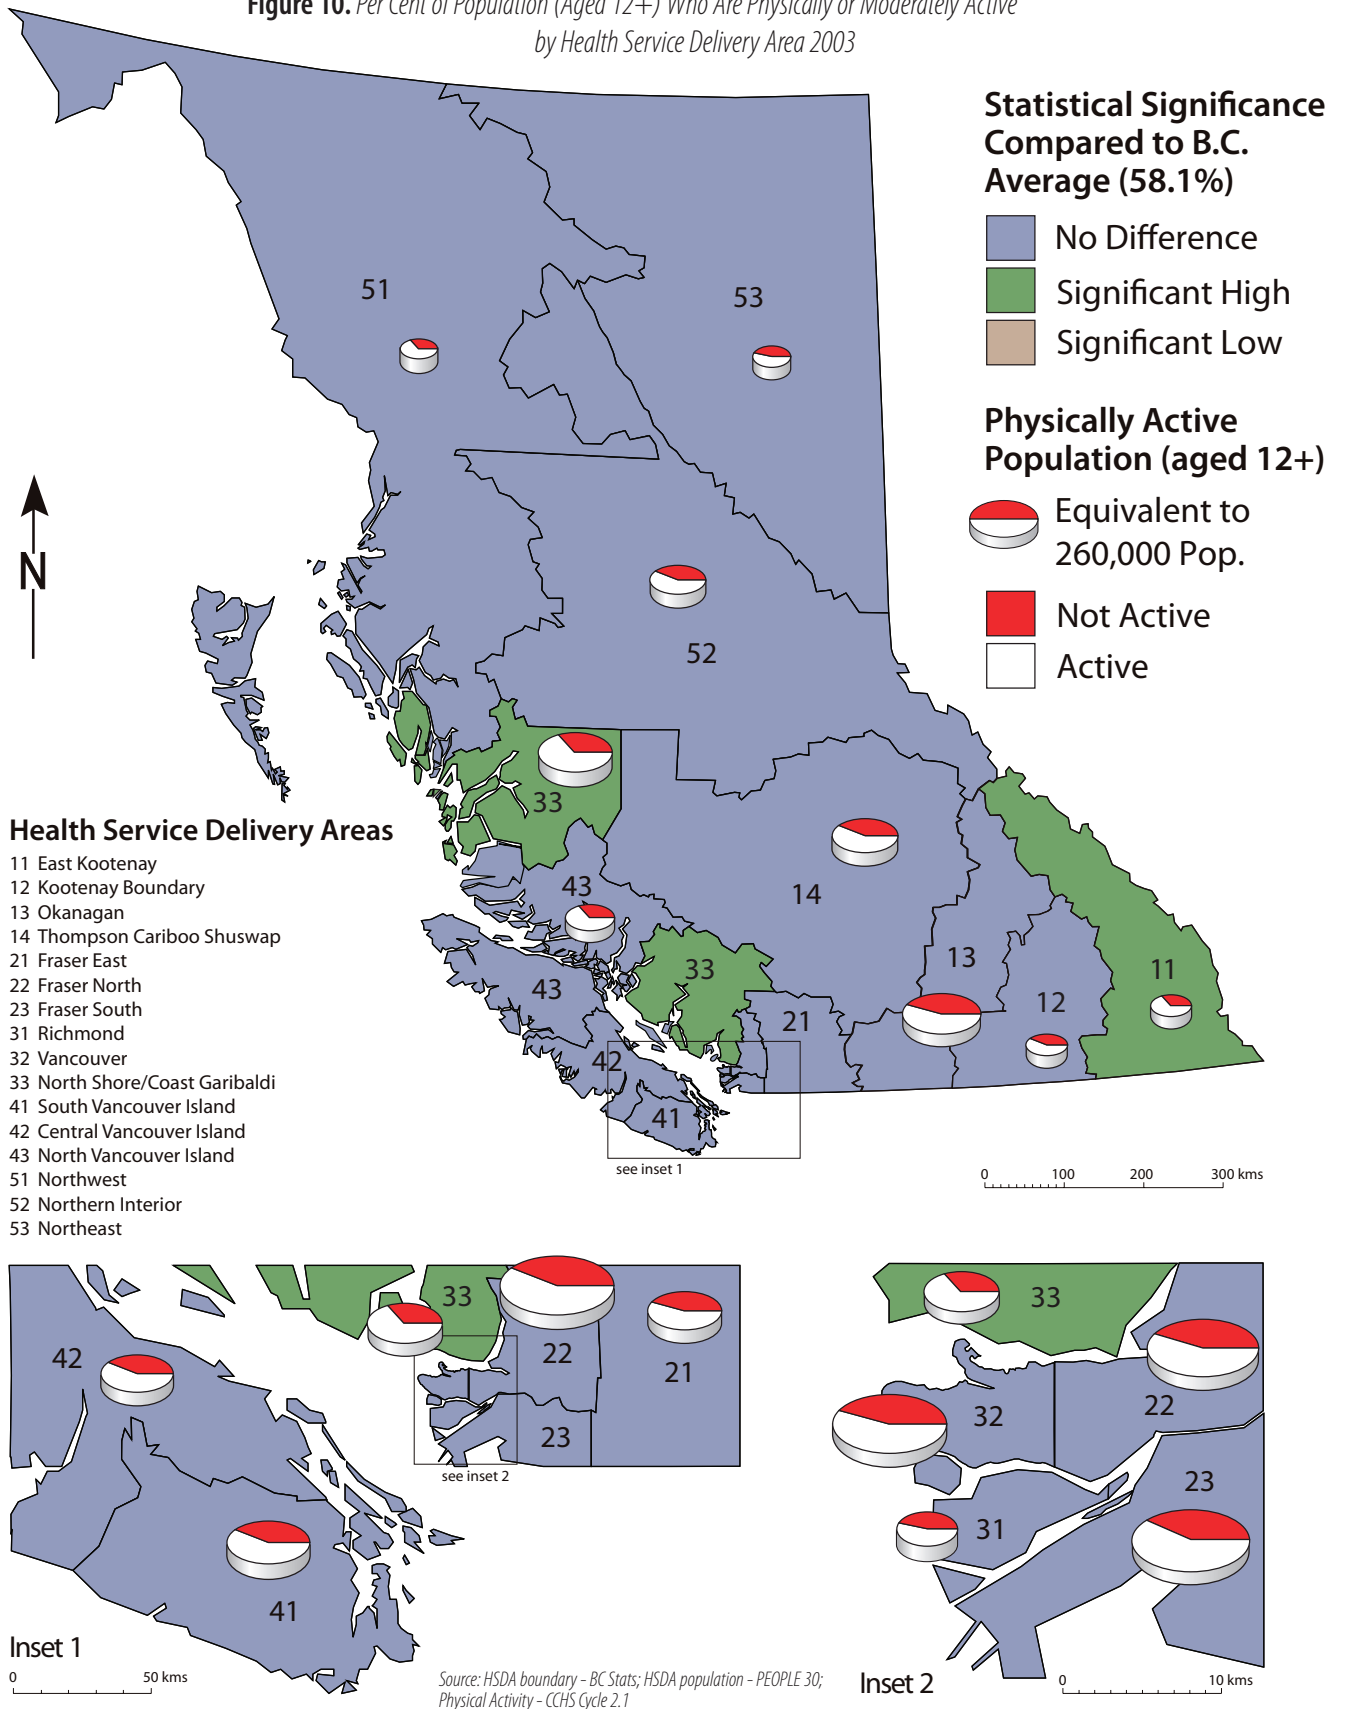 Figure 10. Per Cent of Population (Aged 12+) Who Are Physically or Moderately Active
by Health Service Delivery Area 2003
Statistical Significance
Compared to B.C.
Average (58.1%)
No Difference
Significant High
Significant Low
Physically Active
Population (aged 12+)
Equivalent to
260,000 Pop.
Not Active
Active
51
53
N
52
33
43
14
43
33
13
11
12
21
42
41
see inset 1
0 100 200 300 kms
Health Service Delivery Areas
11 East Kootenay
12 Kootenay Boundary
13 Okanagan
14 Thompson Cariboo Shuswap
21 Fraser East
22 Fraser North
23 Fraser South
31 Richmond
32 Vancouver
33 North Shore/Coast Garibaldi
41 South Vancouver Island
42 Central Vancouver Island
43 North Vancouver Island
51 Northwest
52 Northern Interior
53 Northeast
33
42
22
21
23
see inset 2
41
Inset 1
0 50 kms
33
32
22
23
31
Inset 2
0 10 kms
Source: HSDA boundary - BC Stats; HSDA population - PEOPLE 30;
Physical Activity - CCHS Cycle 2.1